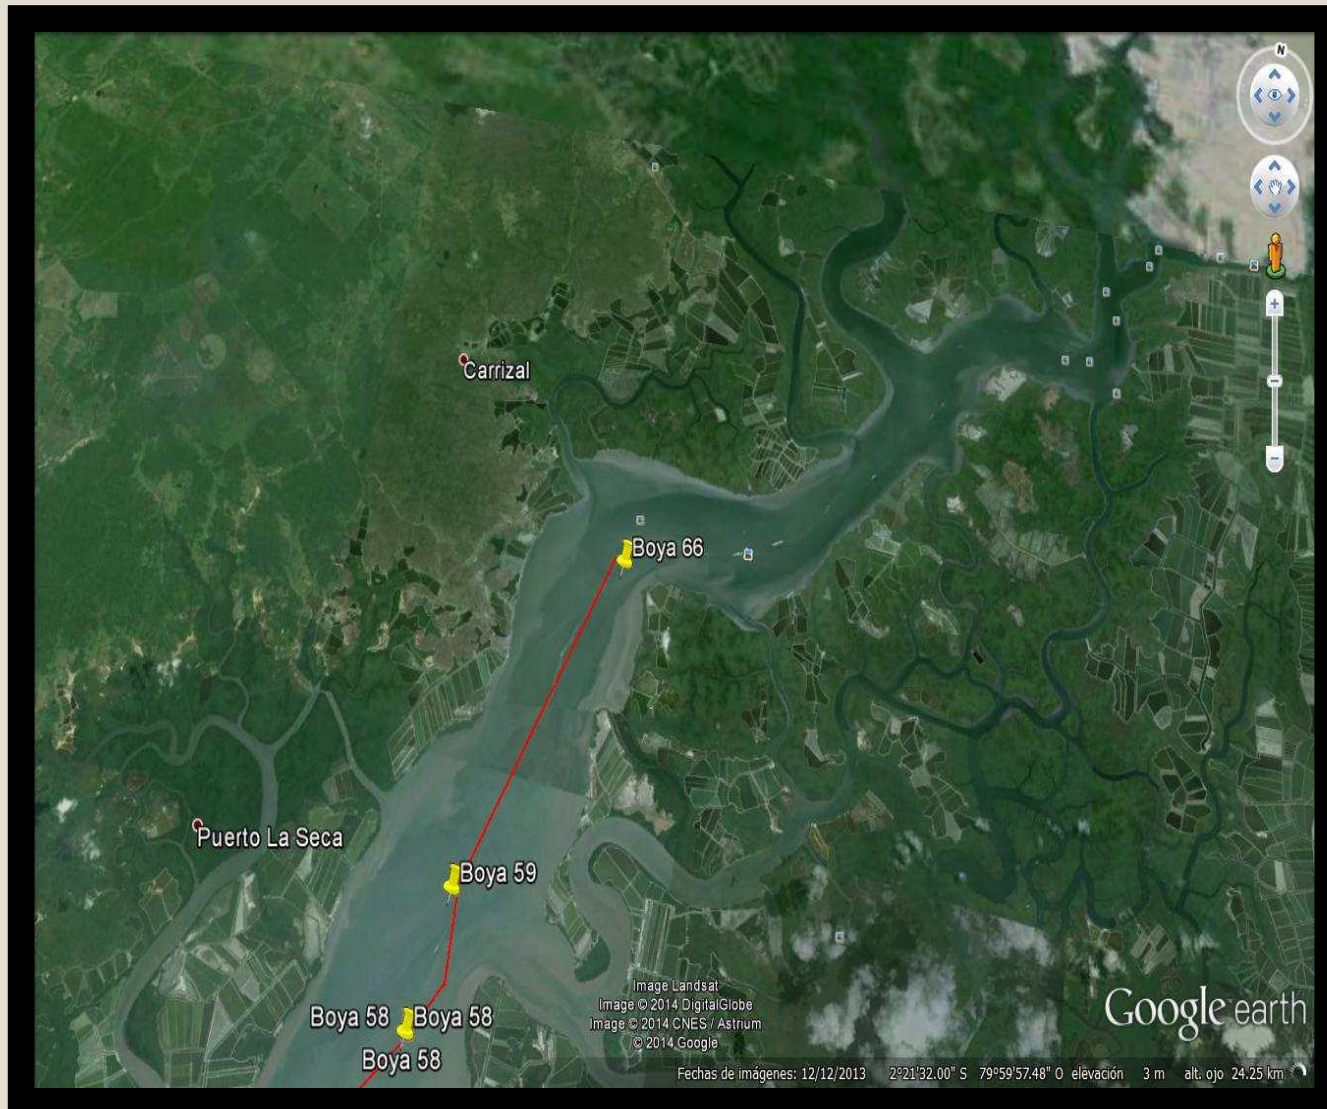 N
Carrizal
Boya 66
Puerto La Seca
Boya 59
Boya 58 Boya 58
Boya 58
Image Landsat
Image © 2014 DigitalGlobe
Image © 2014 CNES / Astrium
© 2014 Google
Google earth
Fechas de imágenes: 12/12/2013 2°21'32.00" S 79°59'57.48" O elevación 3 m alt. ojo 24.25 km